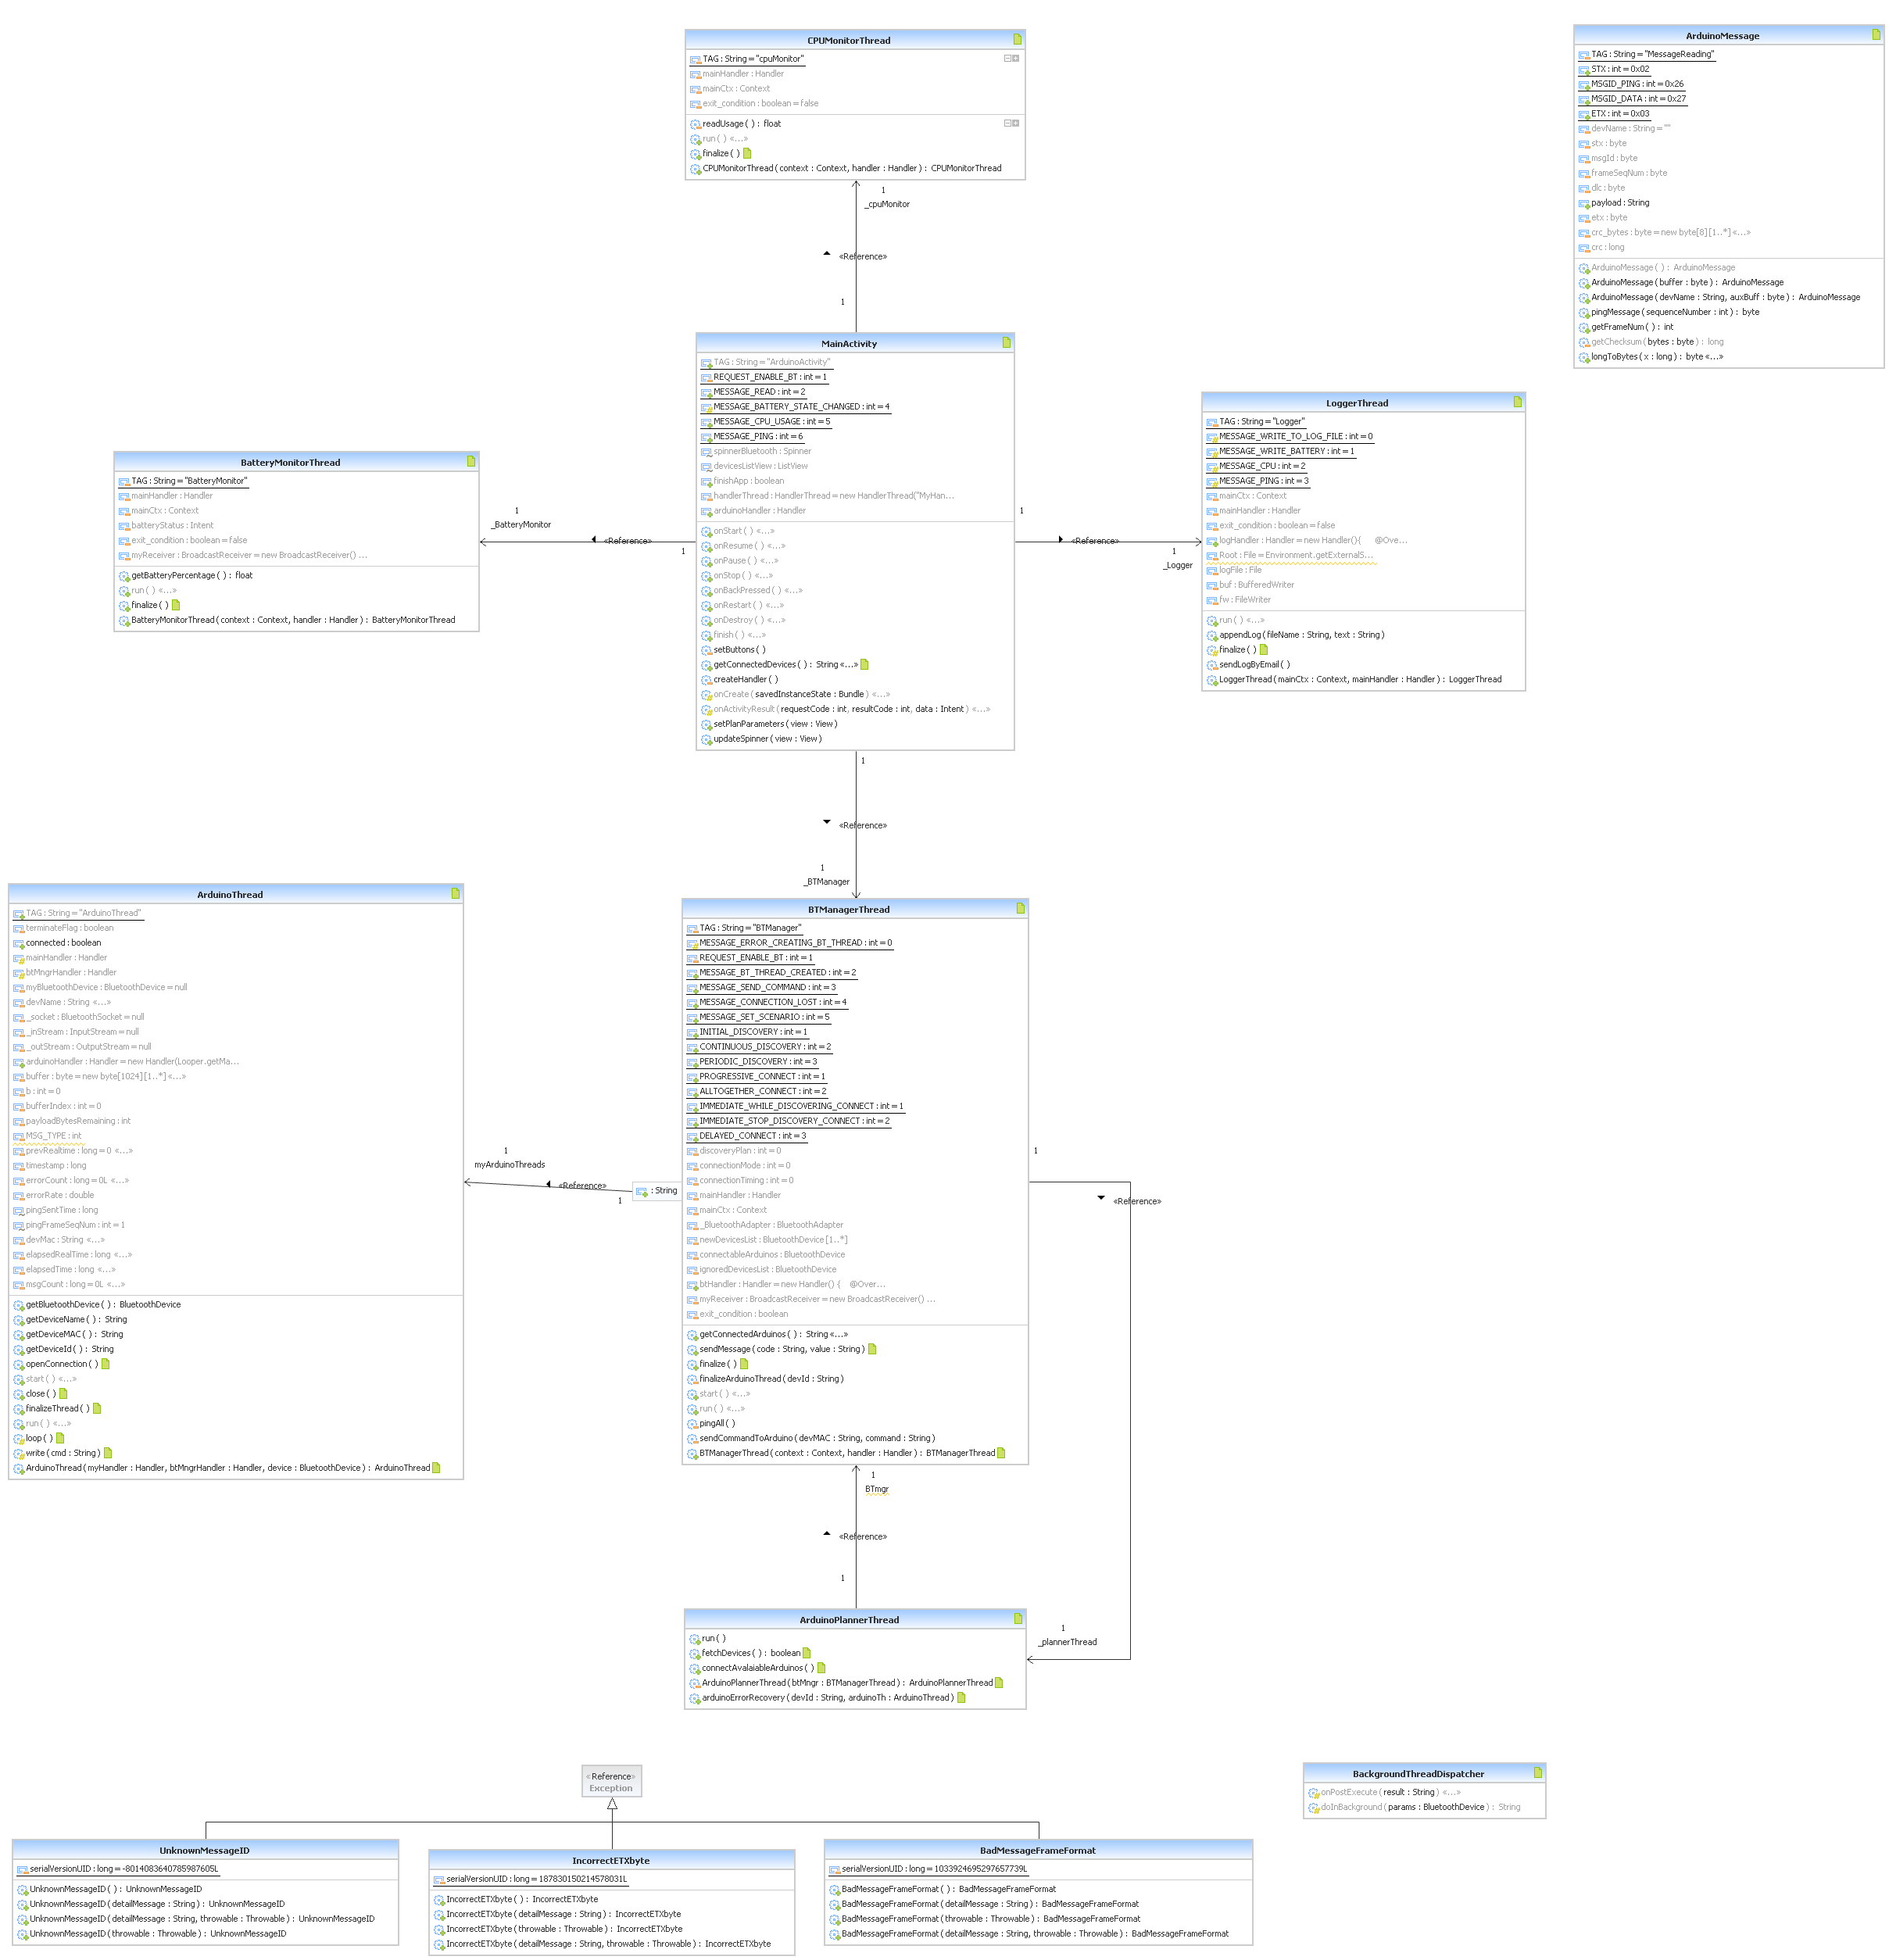 CPUMonitorThread
TAG : String = "cpuMonitor"
mainHandler : Handler
mainCtx : Context
exit_condition : boolean = false
readUsage ( ) : float
run ( ) «...»
finalize ( )
CPUMonitorThread ( context : Context, handler : Handler ) : CPUMonitorThread
1
_cpuMonitor
«Reference»
1
ArduinoMessage
TAG : String = "MessageReading"
STX : int = 0x02
MSGID_PING : int = 0x26
MSGID_DATA : int = 0x27
ETX : int = 0x03
devName : String = ""
stx : byte
msgId : byte
frameSeqNum : byte
dlc : byte
payload : String
etx : byte
crc_bytes : byte = new byte[8] [1..*] «...»
crc : long
ArduinoMessage ( ) : ArduinoMessage
ArduinoMessage ( buffer : byte ) : ArduinoMessage
ArduinoMessage ( devName : String, auxBuff : byte ) : ArduinoMessage
pingMessage ( sequenceNumber : int ) : byte
getFrameNum ( ) : int
getChecksum ( bytes : byte ) : long
longToBytes ( x : long ) : byte «...»
MainActivity
TAG : String = "ArduinoActivity"
REQUEST_ENABLE_BT : int = 1
MESSAGE_READ : int = 2
MESSAGE_BATTERY_STATE_CHANGED : int = 4
MESSAGE_CPU_USAGE : int = 5
MESSAGE_PING : int = 6
spinnerBluetooth : Spinner
devicesListView : ListView
finishApp : boolean
handlerThread : HandlerThread = new HandlerThread("MyHan...
arduinoHandler : Handler
onStart ( ) «...»
onResume ( ) «...»
onPause ( ) «...»
onStop ( ) «...»
onBackPressed ( ) «...»
onRestart ( ) «...»
onDestroy ( ) «...»
finish ( ) «...»
setButtons ( )
getConnectedDevices ( ) : String «...»
createHandler ( )
onCreate ( savedInstanceState : Bundle ) «...»
onActivityResult ( requestCode : int, resultCode : int, data : Intent ) «...»
setPlanParameters ( view : View )
updateSpinner ( view : View )
BatteryMonitorThread
TAG : String = "BatteryMonitor"
mainHandler : Handler
mainCtx : Context
batteryStatus : Intent
exit_condition : boolean = false
myReceiver : BroadcastReceiver = new BroadcastReceiver() ...
getBatteryPercentage ( ) : float
run ( ) «...»
finalize ( )
BatteryMonitorThread ( context : Context, handler : Handler ) : BatteryMonitorThread
1
_BatteryMonitor
«Reference»
1
LoggerThread
TAG : String = "Logger"
MESSAGE_WRITE_TO_LOG_FILE : int = 0
MESSAGE_WRITE_BATTERY : int = 1
MESSAGE_CPU : int = 2
MESSAGE_PING : int = 3
mainCtx : Context
mainHandler : Handler
exit_condition : boolean = false
logHandler : Handler = new Handler(){ @Ove...
Root : File = Environment.getExternalS...
logFile : File
buf : BufferedWriter
fw : FileWriter
run ( ) «...»
appendLog ( fileName : String, text : String )
finalize ( )
sendLogByEmail ( )
LoggerThread ( mainCtx : Context, mainHandler : Handler ) : LoggerThread
1
«Reference»
1
_Logger
1
«Reference»
1
_BTManager
ArduinoThread
TAG : String = "ArduinoThread"
terminateFlag : boolean
connected : boolean
mainHandler : Handler
btMngrHandler : Handler
myBluetoothDevice : BluetoothDevice = null
devName : String «...»
_socket : BluetoothSocket = null
_inStream : InputStream = null
_outStream : OutputStream = null
arduinoHandler : Handler = new Handler(Looper.getMa...
buffer : byte = new byte[1024] [1..*] «...»
b : int = 0
bufferIndex : int = 0
payloadBytesRemaining : int
MSG_TYPE : int
prevRealtime : long = 0 «...»
timestamp : long
errorCount : long = 0L «...»
errorRate : double
pingSentTime : long
pingFrameSeqNum : int = 1
devMac : String «...»
elapsedRealTime : long «...»
elapsedTime : long «...»
msgCount : long = 0L «...»
getBluetoothDevice ( ) : BluetoothDevice
getDeviceName ( ) : String
getDeviceMAC ( ) : String
getDeviceId ( ) : String
openConnection ( )
start ( ) «...»
close ( )
finalizeThread ( )
run ( ) «...»
loop ( )
write ( cmd : String )
ArduinoThread ( myHandler : Handler, btMngrHandler : Handler, device : BluetoothDevice ) : ArduinoThread
1
myArduinoThreads
«Reference»
1
: String
BTManagerThread
TAG : String = "BTManager"
MESSAGE_ERROR_CREATING_BT_THREAD : int = 0
REQUEST_ENABLE_BT : int = 1
MESSAGE_BT_THREAD_CREATED : int = 2
MESSAGE_SEND_COMMAND : int = 3
MESSAGE_CONNECTION_LOST : int = 4
MESSAGE_SET_SCENARIO : int = 5
INITIAL_DISCOVERY : int = 1
CONTINUOUS_DISCOVERY : int = 2
PERIODIC_DISCOVERY : int = 3
PROGRESSIVE_CONNECT : int = 1
ALLTOGETHER_CONNECT : int = 2
IMMEDIATE_WHILE_DISCOVERING_CONNECT : int = 1
IMMEDIATE_STOP_DISCOVERY_CONNECT : int = 2
DELAYED_CONNECT : int = 3
discoveryPlan : int = 0
connectionMode : int = 0
connectionTiming : int = 0
mainHandler : Handler
mainCtx : Context
_BluetoothAdapter : BluetoothAdapter
newDevicesList : BluetoothDevice [1..*]
connectableArduinos : BluetoothDevice
ignoredDevicesList : BluetoothDevice
btHandler : Handler = new Handler() { @Over...
myReceiver : BroadcastReceiver = new BroadcastReceiver() ...
exit_condition : boolean
getConnectedArduinos ( ) : String «...»
sendMessage ( code : String, value : String )
finalize ( )
finalizeArduinoThread ( devId : String )
start ( ) «...»
run ( ) «...»
pingAll ( )
sendCommandToArduino ( devMAC : String, command : String )
BTManagerThread ( context : Context, handler : Handler ) : BTManagerThread
1
«Reference»
1
_plannerThread
1
BTmgr
«Reference»
1
ArduinoPlannerThread
run ( )
fetchDevices ( ) : boolean
connectAvalaiableArduinos ( )
ArduinoPlannerThread ( btMngr : BTManagerThread ) : ArduinoPlannerThread
arduinoErrorRecovery ( devId : String, arduinoTh : ArduinoThread )
«Reference»
Exception
BackgroundThreadDispatcher
onPostExecute ( result : String ) «...»
doInBackground ( params : BluetoothDevice ) : String
UnknownMessageID
serialVersionUID : long = -8014083640785987605L
UnknownMessageID ( ) : UnknownMessageID
UnknownMessageID ( detailMessage : String ) : UnknownMessageID
UnknownMessageID ( detailMessage : String, throwable : Throwable ) : UnknownMessageID
UnknownMessageID ( throwable : Throwable ) : UnknownMessageID
IncorrectETXbyte
serialVersionUID : long = 187830150214578031L
IncorrectETXbyte ( ) : IncorrectETXbyte
IncorrectETXbyte ( detailMessage : String ) : IncorrectETXbyte
IncorrectETXbyte ( throwable : Throwable ) : IncorrectETXbyte
IncorrectETXbyte ( detailMessage : String, throwable : Throwable ) : IncorrectETXbyte
BadMessageFrameFormat
serialVersionUID : long = 1033924695297657739L
BadMessageFrameFormat ( ) : BadMessageFrameFormat
BadMessageFrameFormat ( detailMessage : String ) : BadMessageFrameFormat
BadMessageFrameFormat ( throwable : Throwable ) : BadMessageFrameFormat
BadMessageFrameFormat ( detailMessage : String, throwable : Throwable ) : BadMessageFrameFormat